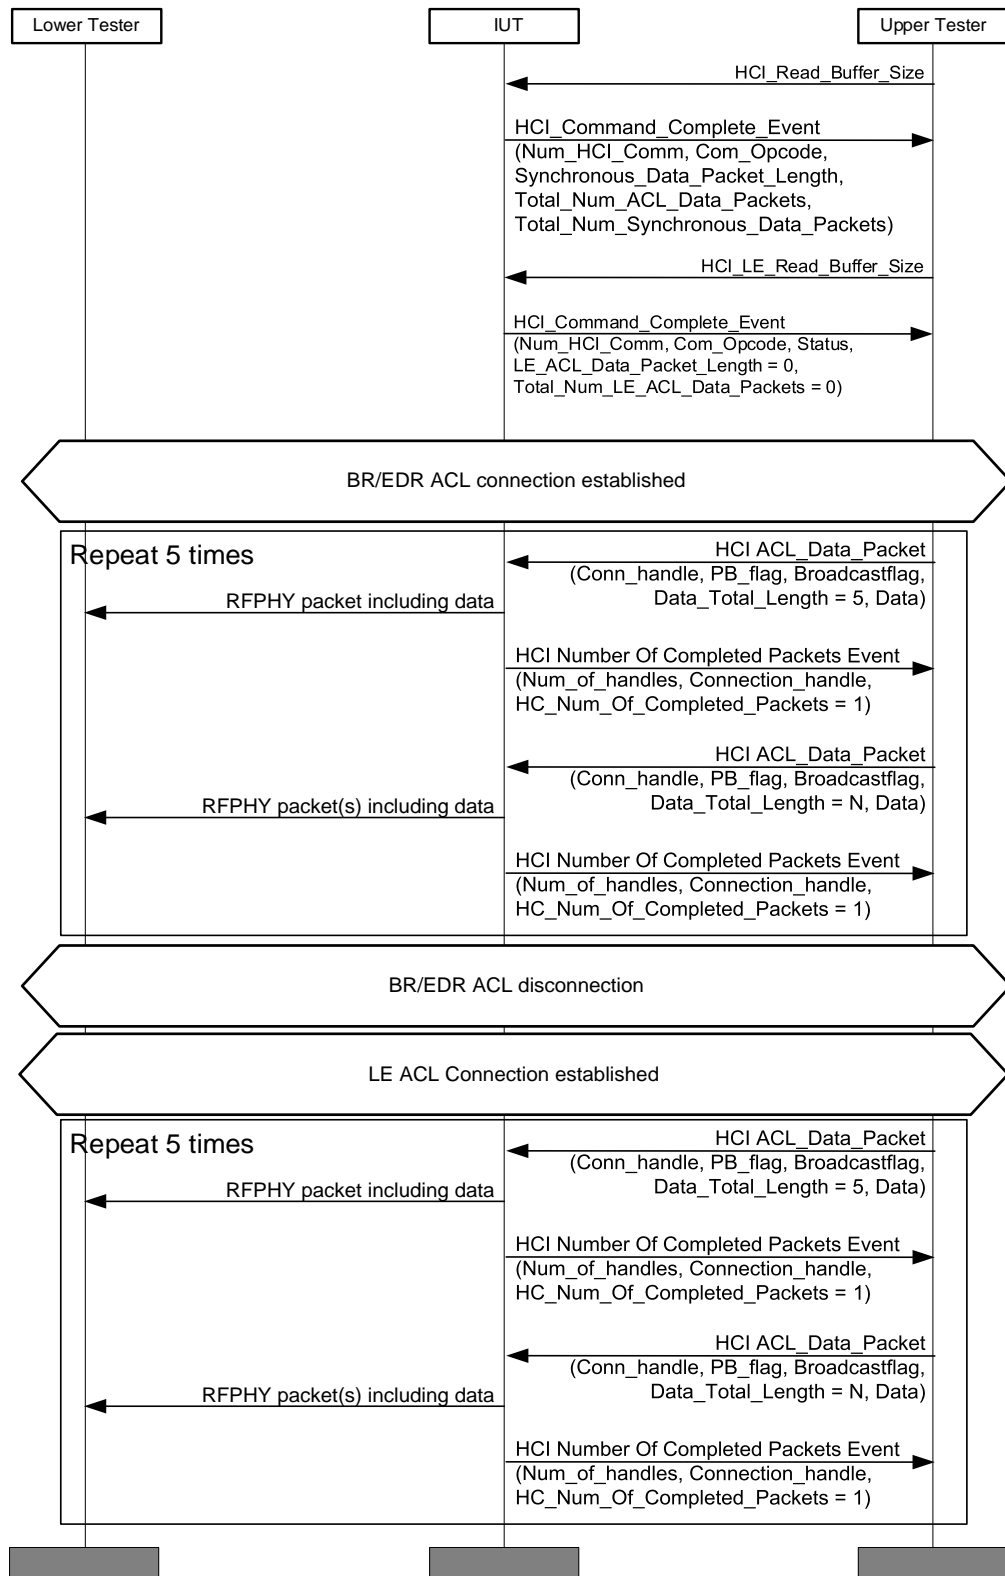 Lower Tester
IUT
Upper Tester
HCI_Read_Buffer_Size
HCI_Command_Complete_Event
(Num_HCI_Comm, Com_Opcode,
Synchronous_Data_Packet_Length,
Total_Num_ACL_Data_Packets,
Total_Num_Synchronous_Data_Packets)
HCI_LE_Read_Buffer_Size
HCI_Command_Complete_Event
(Num_HCI_Comm, Com_Opcode, Status,
LE_ACL_Data_Packet_Length = 0,
Total_Num_LE_ACL_Data_Packets = 0)
BR/EDR ACL connection established
Repeat 5 times
HCI ACL_Data_Packet
(Conn_handle, PB_flag, Broadcastflag,
Data_Total_Length = 5, Data)
RFPHY packet including data
HCI Number Of Completed Packets Event
(Num_of_handles, Connection_handle,
HC_Num_Of_Completed_Packets = 1)
HCI ACL_Data_Packet
(Conn_handle, PB_flag, Broadcastflag,
Data_Total_Length = N, Data)
RFPHY packet(s) including data
HCI Number Of Completed Packets Event
(Num_of_handles, Connection_handle,
HC_Num_Of_Completed_Packets = 1)
BR/EDR ACL disconnection
LE ACL Connection established
Repeat 5 times
HCI ACL_Data_Packet
(Conn_handle, PB_flag, Broadcastflag,
Data_Total_Length = 5, Data)
RFPHY packet including data
HCI Number Of Completed Packets Event
(Num_of_handles, Connection_handle,
HC_Num_Of_Completed_Packets = 1)
HCI ACL_Data_Packet
(Conn_handle, PB_flag, Broadcastflag,
Data_Total_Length = N, Data)
RFPHY packet(s) including data
HCI Number Of Completed Packets Event
(Num_of_handles, Connection_handle,
HC_Num_Of_Completed_Packets = 1)